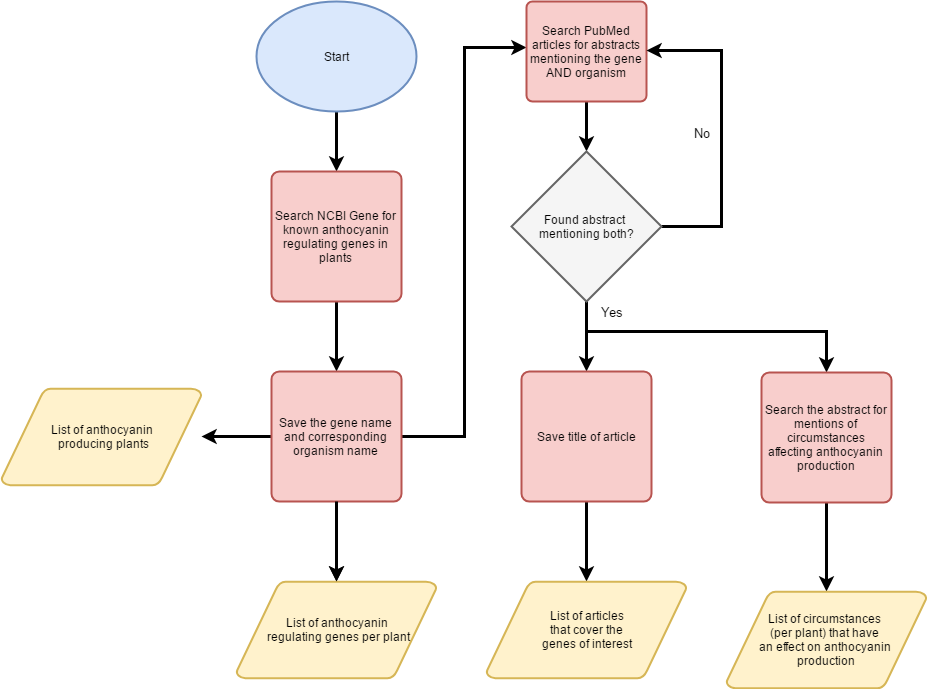 Start
Search NCBI Gene for
known anthocyanin
regulating genes in
plants
Save the gene name
and corresponding
organism name
List of anthocyanin
producing plants
List of anthocyanin
regulating genes per plant
Search PubMed
articles for abstracts
mentioning the gene
AND organism
Found abstract
mentioning both?
No
Yes
Save title of article
Search the abstract for
mentions of
circumstances
affecting anthocyanin
production
List of articles
that cover the
genes of interest
List of circumstances
(per plant) that have
an effect on anthocyanin
production